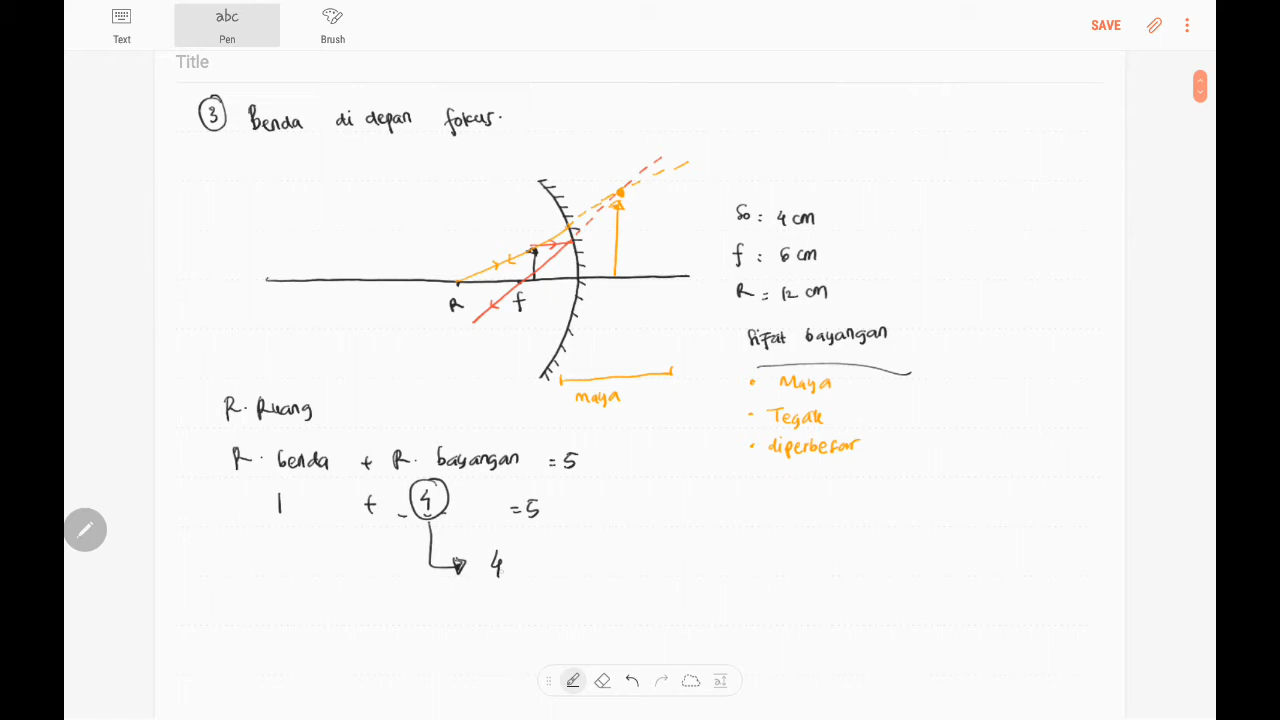 Text
abc
Pen
Brush
SAVE
Title
3 Benda di depan fokus.
R f
maya
So : 4 cm
f : 6 cm
R = 12 cm
Sifat bayangan
• Maya
• Tegak
• diperbesar
R. Ruang
R. benda + R. bayangan = 5
1 + 4 = 5
4